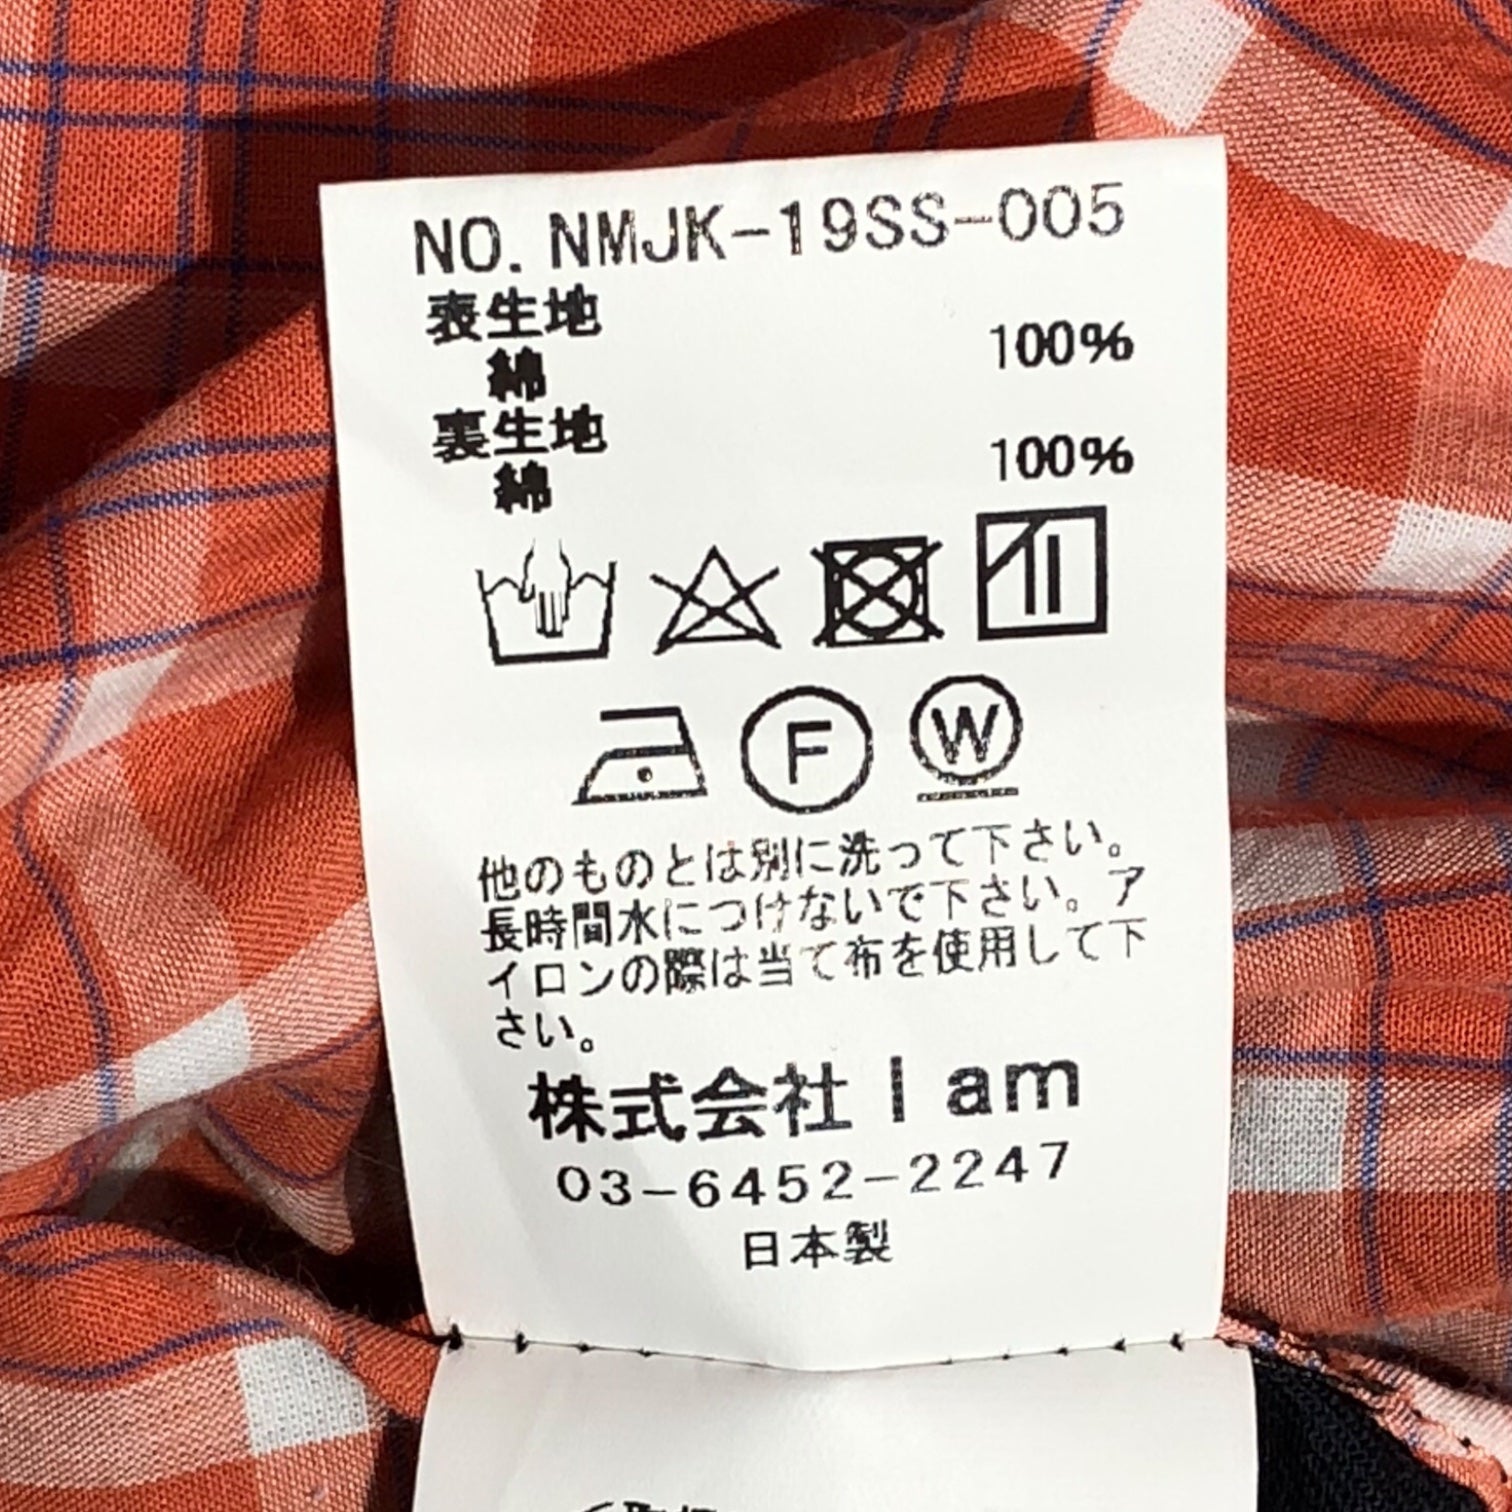 NO. NMJK-19SS-005
表生地
綿 100%
裏生地
綿 100%
F W
他のものとは別に洗って下さい。
長時間水につけないで下さい。ア
イロンの際は当て布を使用して下
さい。
株式会社 I am
03-6452-2247
日本製